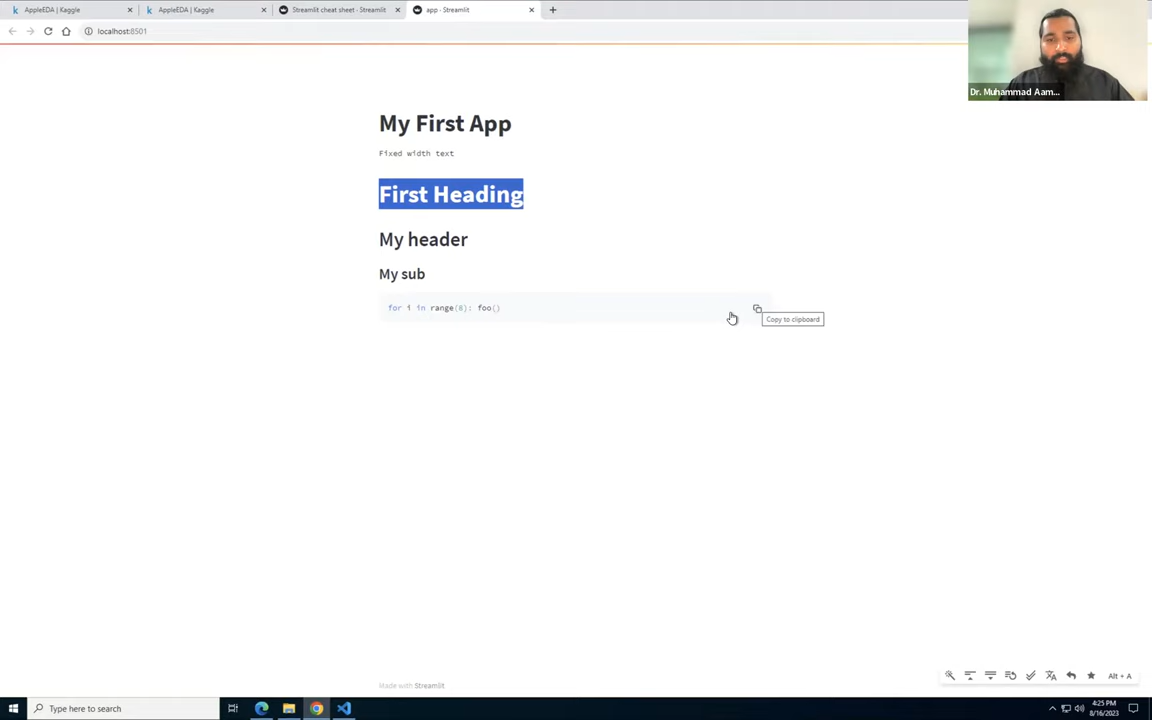 AppleEDA | Kaggle
AppleEDA | Kaggle
Streamlit cheat sheet - Streamlit
app - Streamlit
localhost:8501
Dr. Muhammad Aam...
My First App
Fixed width text
First Heading
My header
My sub
for i in range(8): foo()
Copy to clipboard
Made with Streamlit
Alt + A
Type here to search
4:25 PM
8/16/2023